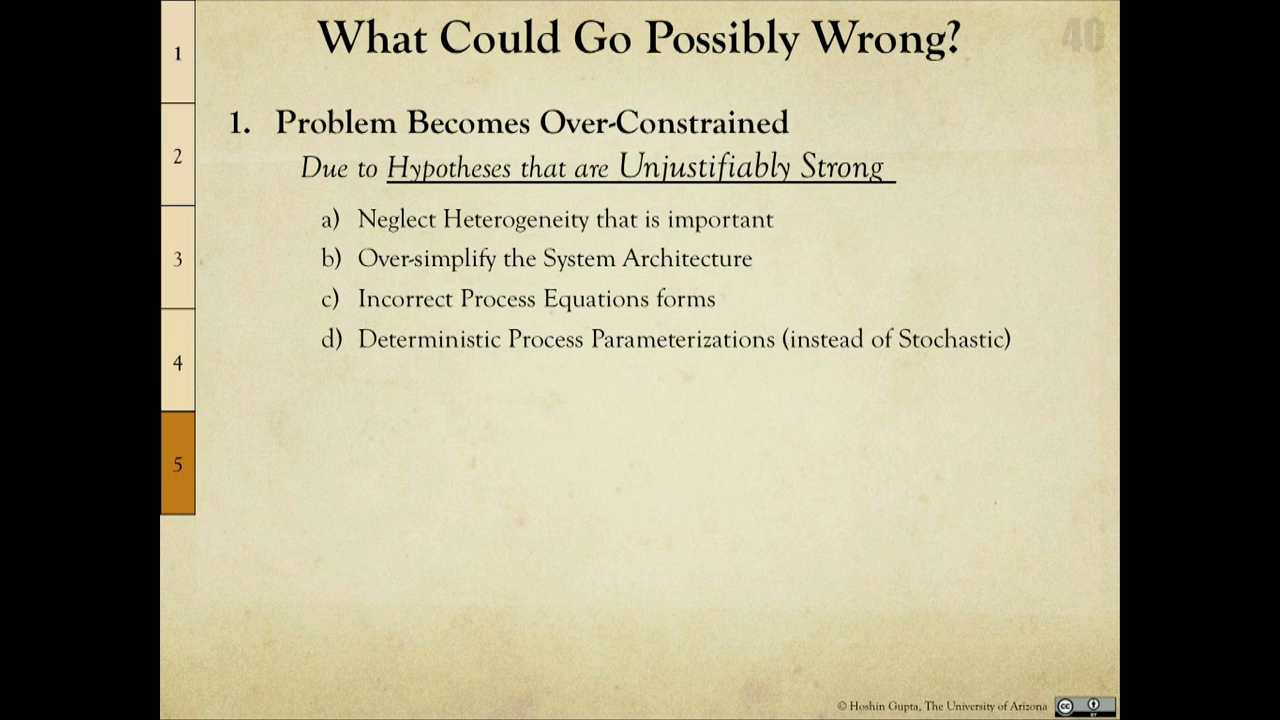 What Could Go Possibly Wrong?
40
1
2
3
4
5
1. Problem Becomes Over-Constrained
Due to Hypotheses that are Unjustifiably Strong
a) Neglect Heterogeneity that is important
b) Over-simplify the System Architecture
c) Incorrect Process Equations forms
d) Deterministic Process Parameterizations (instead of Stochastic)
© Hoshin Gupta, The University of Arizona
cc
BY